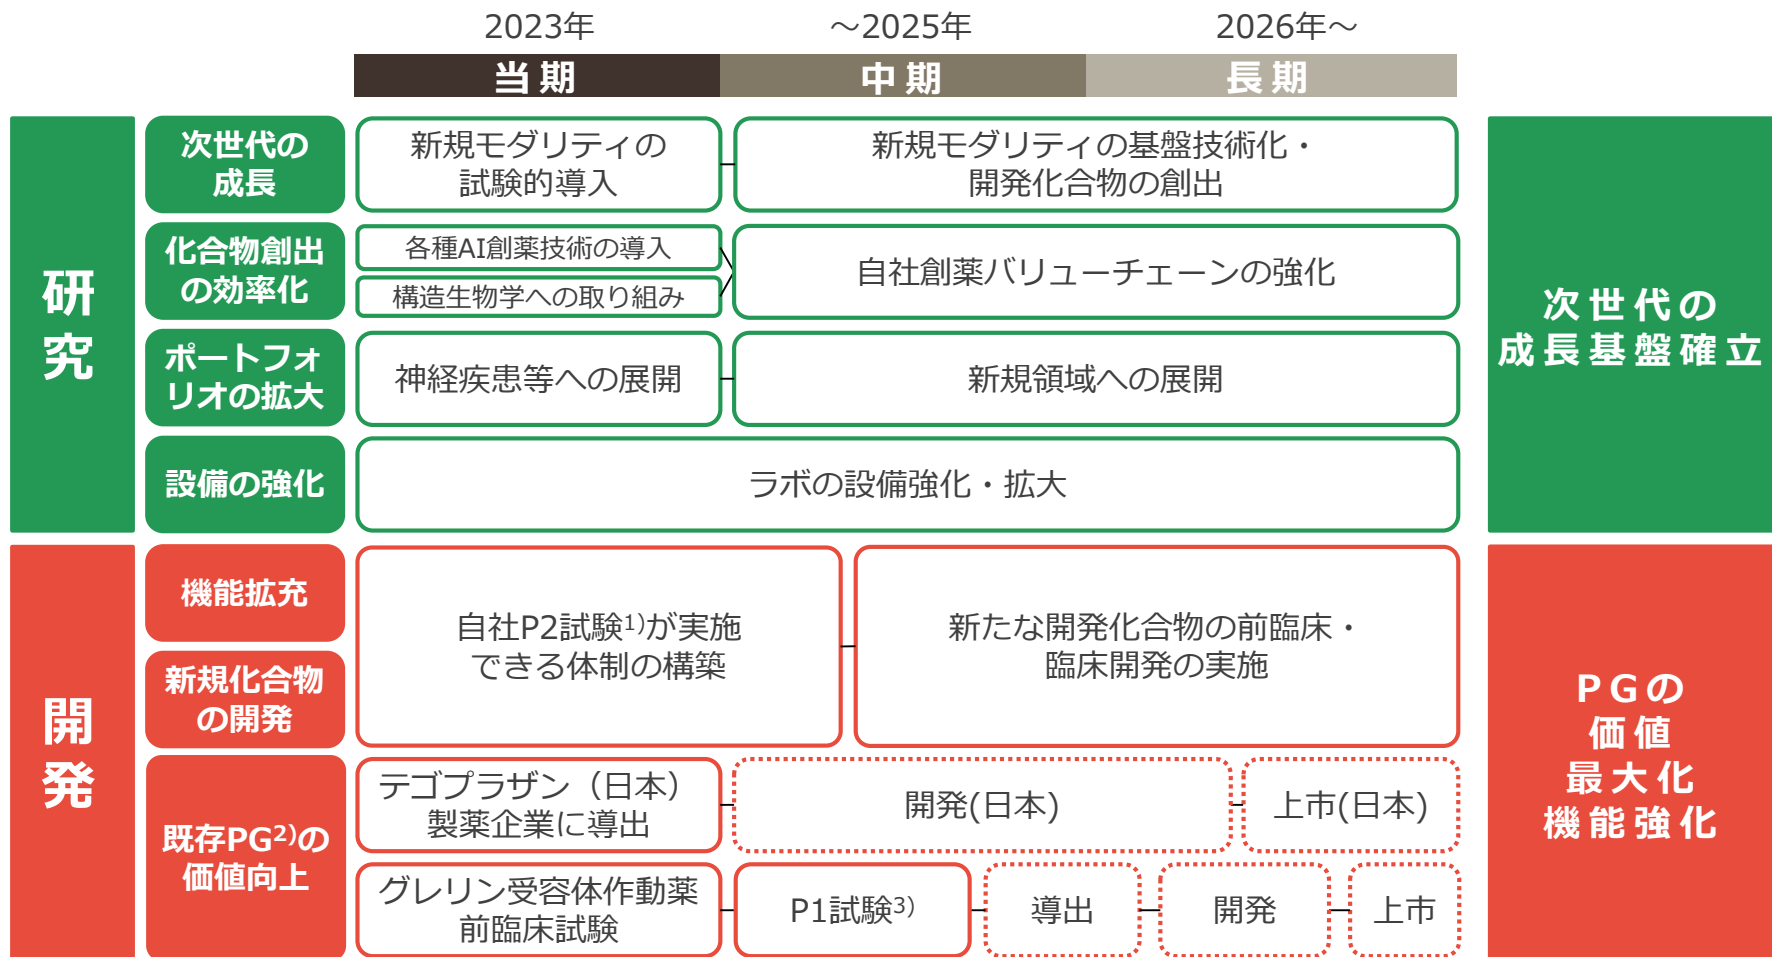 2023年
～2025年
2026年～
当期
中期
長期
研究
次世代の
成長
新規モダリティの
試験的導入
新規モダリティの基盤技術化・
開発化合物の創出
化合物創出
の効率化
各種AI創薬技術の導入
構造生物学への取り組み
自社創薬バリューチェーンの強化
ポートフォ
リオの拡大
神経疾患等への展開
新規領域への展開
設備の強化
ラボの設備強化・拡大
次世代の
成長基盤確立
開発
機能拡充
新規化合物
の開発
自社P2試験1)が実施
できる体制の構築
新たな開発化合物の前臨床・
臨床開発の実施
既存PG2)の
価値向上
テゴプラザン（日本）
製薬企業に導出
開発(日本)
上市(日本)
グレリン受容体作動薬
前臨床試験
P1試験3)
導出
開発
上市
PGの
価値
最大化
機能強化